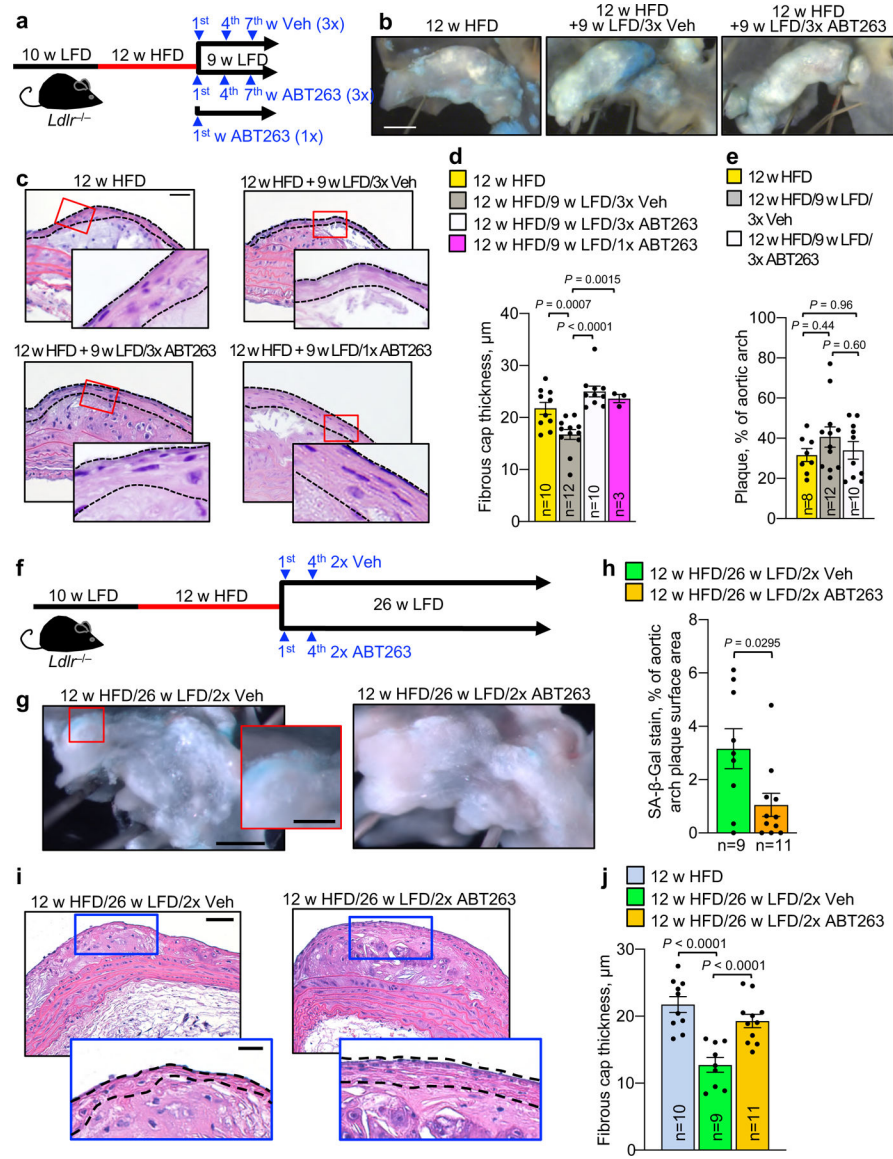 a
1st 4th 7th w Veh (3x)
10 w LFD 12 w HFD 9 w LFD
Ldlr–/–
1st 4th 7th w ABT263 (3x)
1st w ABT263 (1x)
b
12 w HFD
12 w HFD
+9 w LFD/3x Veh
12 w HFD
+9 w LFD/3x ABT263
c
12 w HFD
12 w HFD + 9 w LFD/3x Veh
12 w HFD + 9 w LFD/3x ABT263
12 w HFD + 9 w LFD/1x ABT263
d
12 w HFD
12 w HFD/9 w LFD/3x Veh
12 w HFD/9 w LFD/3x ABT263
12 w HFD/9 w LFD/1x ABT263
P = 0.0015
P = 0.0007
P < 0.0001
Fibrous cap thickness, µm
40
30
20
10
0
n=10
n=12
n=10
n=3
e
12 w HFD
12 w HFD/9 w LFD/
3x Veh
12 w HFD/9 w LFD/
3x ABT263
P = 0.96
P = 0.44
P = 0.60
Plaque, % of aortic arch
100
80
60
40
20
0
n=8
n=12
n=10
f
1st 4th 2x Veh
10 w LFD 12 w HFD 26 w LFD
Ldlr–/–
1st 4th 2x ABT263
g
12 w HFD/26 w LFD/2x Veh
12 w HFD/26 w LFD/2x ABT263
h
12 w HFD/26 w LFD/2x Veh
12 w HFD/26 w LFD/2x ABT263
P = 0.0295
SA-β-Gal stain, % of aortic
arch plaque surface area
8
6
4
2
0
n=9 n=11
i
12 w HFD/26 w LFD/2x Veh
12 w HFD/26 w LFD/2x ABT263
j
12 w HFD
12 w HFD/26 w LFD/2x Veh
12 w HFD/26 w LFD/2x ABT263
P < 0.0001
P < 0.0001
Fibrous cap thickness, µm
30
20
10
0
n=10
n=9
n=11